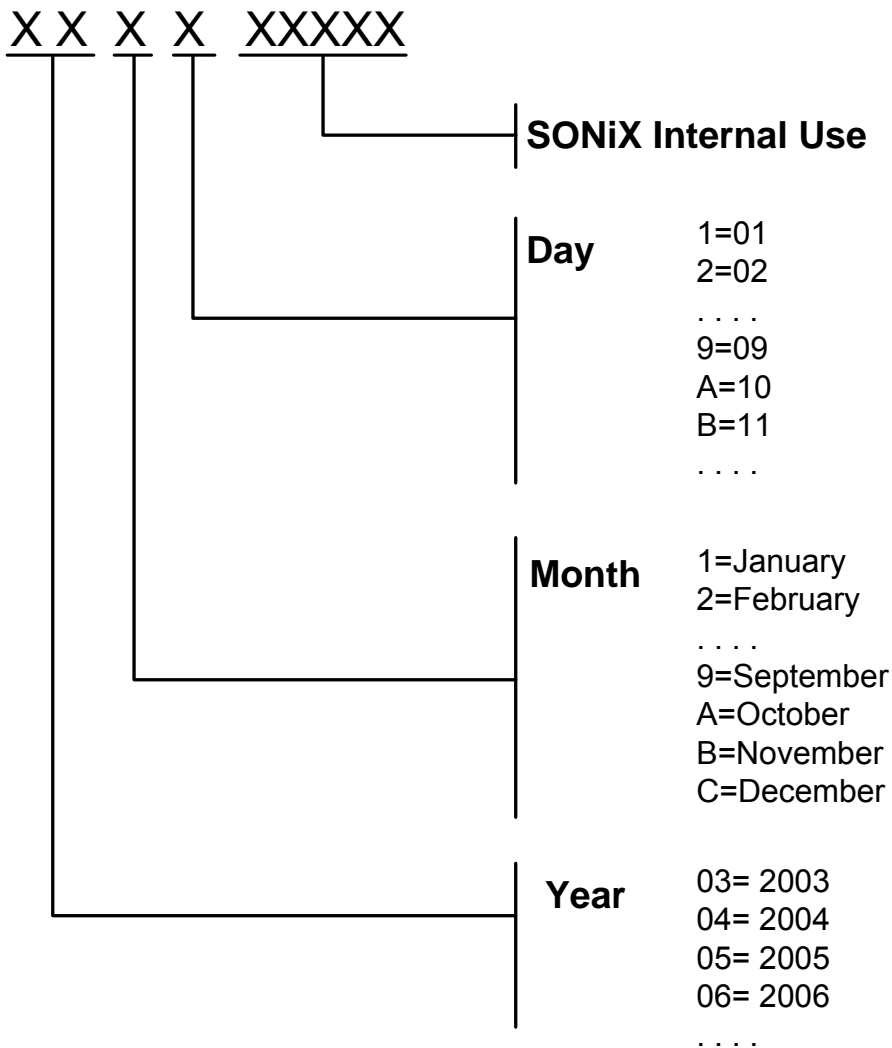 X X X X XXXXX
SONiX Internal Use
Day
1=01
2=02
. . . .
9=09
A=10
B=11
. . . .
Month
1=January
2=February
. . . .
9=September
A=October
B=November
C=December
Year
03= 2003
04= 2004
05= 2005
06= 2006
. . . .